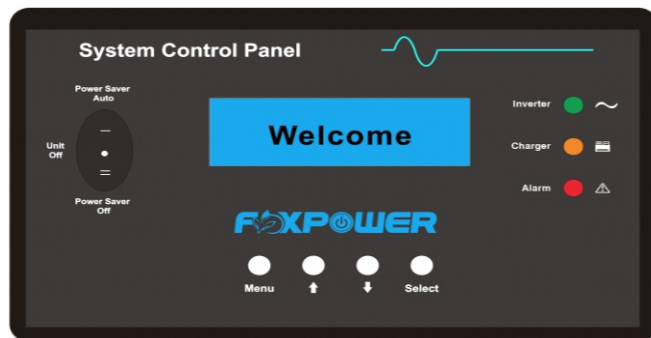 System Control Panel
Power Saver
Auto
Unit
Off
Power Saver
Off
Welcome
Inverter
Charger
Alarm
FOXPOWER
Menu
Select